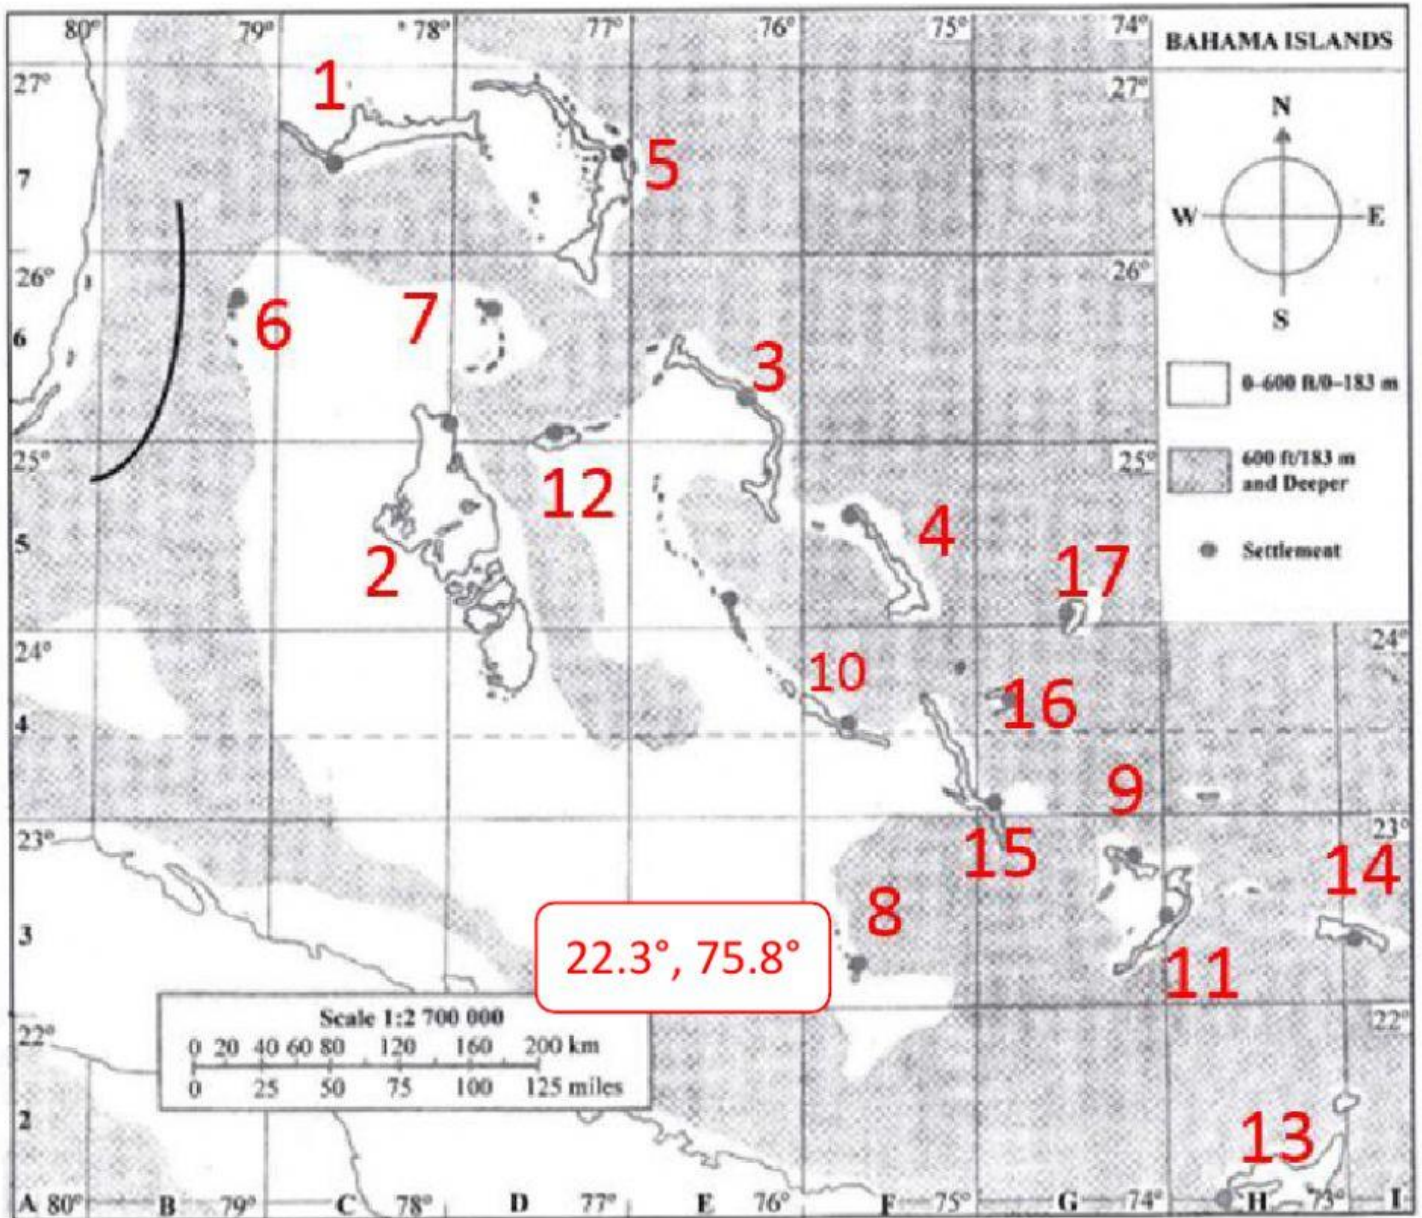 80° 79° 78° 77° 76° 75° 74°
BAHAMA ISLANDS
27° 27°
1
N
5
7
W E
26° 26°
S
6
7
6
3
0-600 ft/0-183 m
25° 25°
600 ft/183 m
and Deeper
12
5
4
Settlement
2
17
24° 24°
10
16
4
9
23° 23°
15
14
8
3
22.3°, 75.8°
11
Scale 1:2 700 000
22° 22°
0 20 40 60 80 120 160 200 km
0 25 50 75 100 125 miles
2
13
A 80° B 79° C 78° D 77° E 76° F 75° G 74° H 73° I